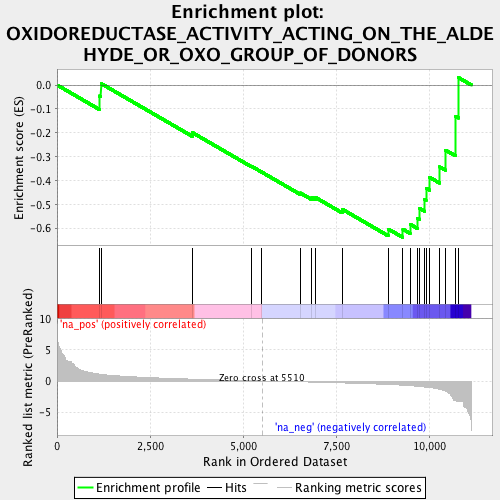 Enrichment plot:
OXIDOREDUCTASE_ACTIVITY_ACTING_ON_THE_ALDE
HYDE_OR_OXO_GROUP_OF_DONORS
Enrichment score (ES)
0.0
-0.1
-0.2
-0.3
-0.4
-0.5
-0.6
'na_pos' (positively correlated)
Ranked list metric (PreRanked)
10
5
0
-5
Zero cross at 5510
'na_neg' (negatively correlated)
0
2,500
5,000
7,500
10,000
Rank in Ordered Dataset
Enrichment profile
Hits
Ranking metric scores